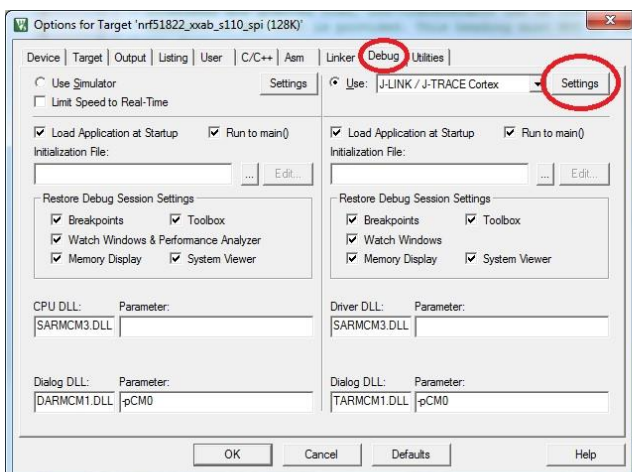 Options for Target 'nrf51822_xxab_s110_spi (128K)'
Device | Target | Output | Listing | User | C/C++ | Asm | Linker | Debug | Utilities
Use Simulator Settings
Limit Speed to Real-Time
Use: J-LINK / J-TRACE Cortex Settings
Load Application at Startup Run to main()
Initialization File:
... Edit...
Load Application at Startup Run to main()
Initialization File:
... Edit...
Restore Debug Session Settings
Breakpoints Toolbox
Watch Windows & Performance Analyzer
Memory Display System Viewer
Restore Debug Session Settings
Breakpoints Toolbox
Watch Windows
Memory Display System Viewer
CPU DLL: Parameter:
SARMCM3.DLL
Driver DLL: Parameter:
SARMCM3.DLL
Dialog DLL: Parameter:
DARMCM1.DLL -pCM0
Dialog DLL: Parameter:
TARMCM1.DLL -pCM0
OK Cancel Defaults Help